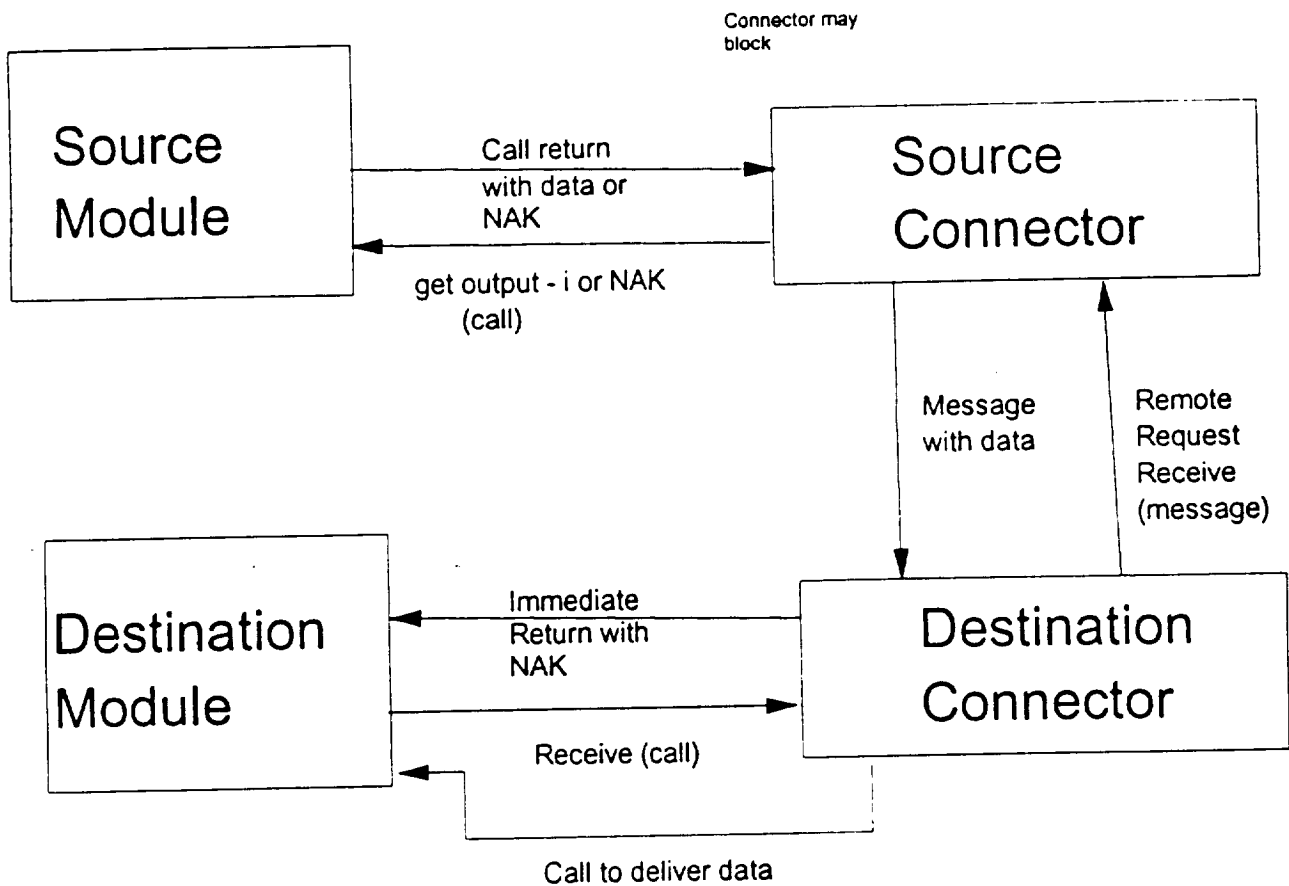 Connector may
block
Source
Module
Call return
with data or
NAK
get output - i or NAK
(call)
Source
Connector
Message
with data
Remote
Request
Receive
(message)
Destination
Module
Immediate
Return with
NAK
Receive (call)
Destination
Connector
Call to deliver data